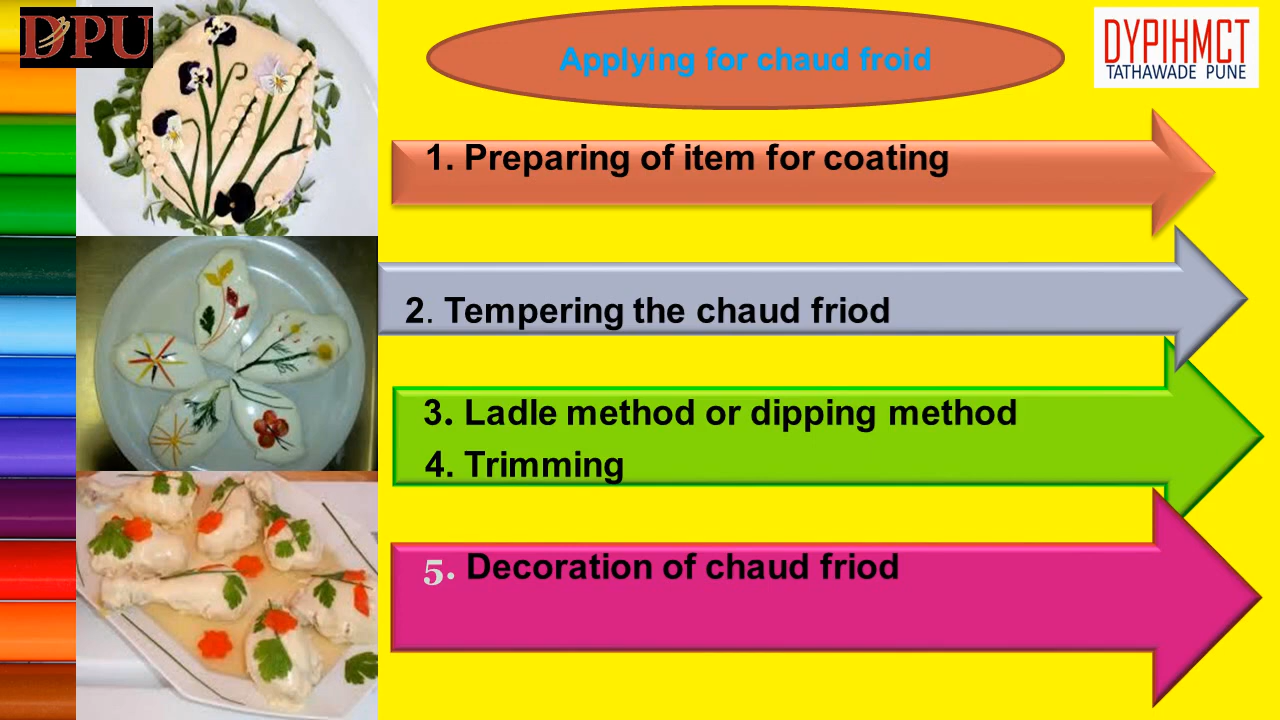 DPU
Applying for chaud froid
DYPIHMCT
TATHAWADE PUNE
1. Preparing of item for coating
2. Tempering the chaud friod
3. Ladle method or dipping method
4. Trimming
5. Decoration of chaud friod